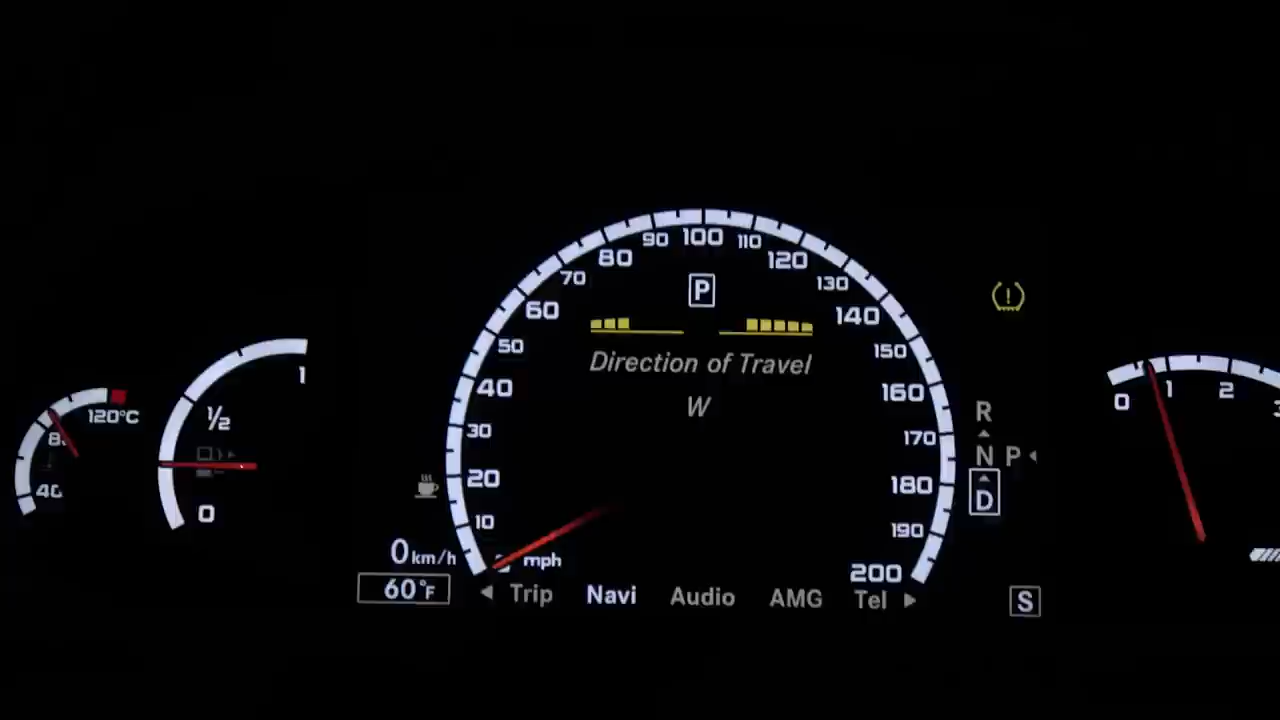 90 100 110
80 120
P
70 130
60 140
50 150
Direction of Travel
1 ½ 0
120°C
40
40 160
W
30 170
R
N P
D
20 180
10 190
0 km/h
mph
200
60°F
Trip Navi Audio AMG Tel
S
0 1 2